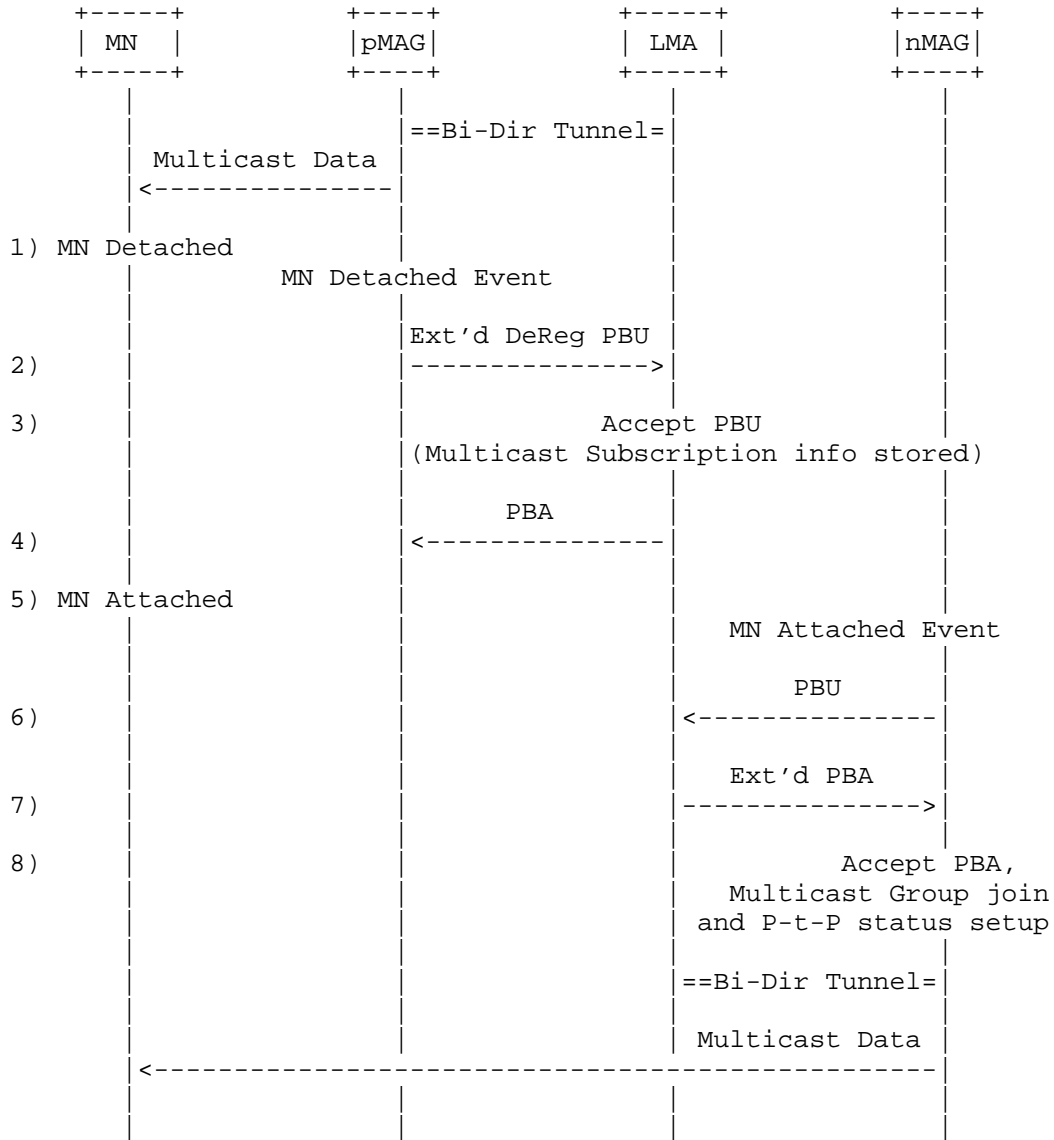 MN pMAG LMA nMAG
==Bi-Dir Tunnel=
Multicast Data
1) MN Detached
MN Detached Event
Ext'd DeReg PBU
2)
3) Accept PBU
(Multicast Subscription info stored)
PBA
4)
5) MN Attached
MN Attached Event
PBU
6)
Ext'd PBA
7)
8) Accept PBA,
Multicast Group join
and P-t-P status setup
==Bi-Dir Tunnel=
Multicast Data